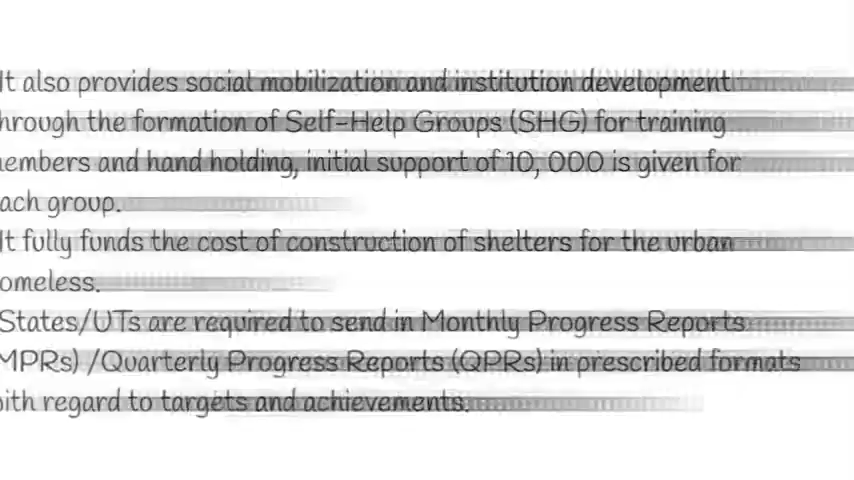 It also provides social mobilization and institution development
hrough the formation of Self-Help Groups (SHG) for training
embers and hand holding, initial support of 10, 000 is given for
ach group.
It fully funds the cost of construction of shelters for the urban
omeless.
States/UTs are required to send in Monthly Progress Reports
MPRs) /Quarterly Progress Reports (QPRs) in prescribed formats
ith regard to targets and achievements.